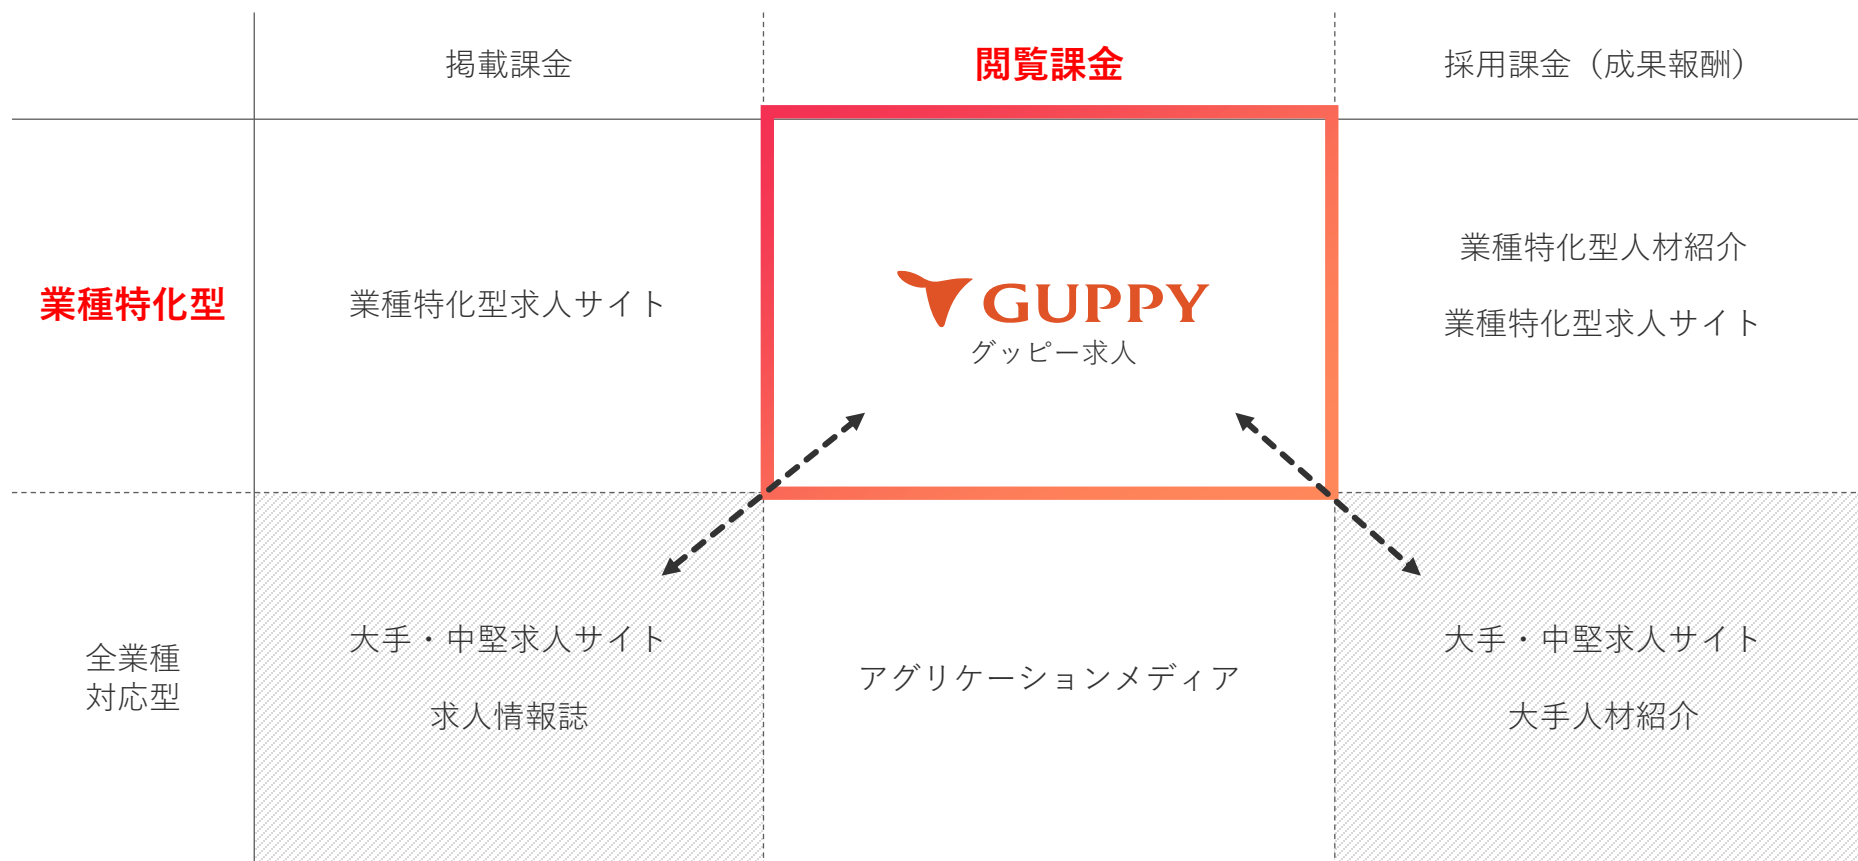 掲載課金
閲覧課金
採用課金（成果報酬）
業種特化型
業種特化型求人サイト
GUPPY
グッピー求人
業種特化型人材紹介
業種特化型求人サイト
全業種
対応型
大手・中堅求人サイト
求人情報誌
アグリケーションメディア
大手・中堅求人サイト
大手人材紹介